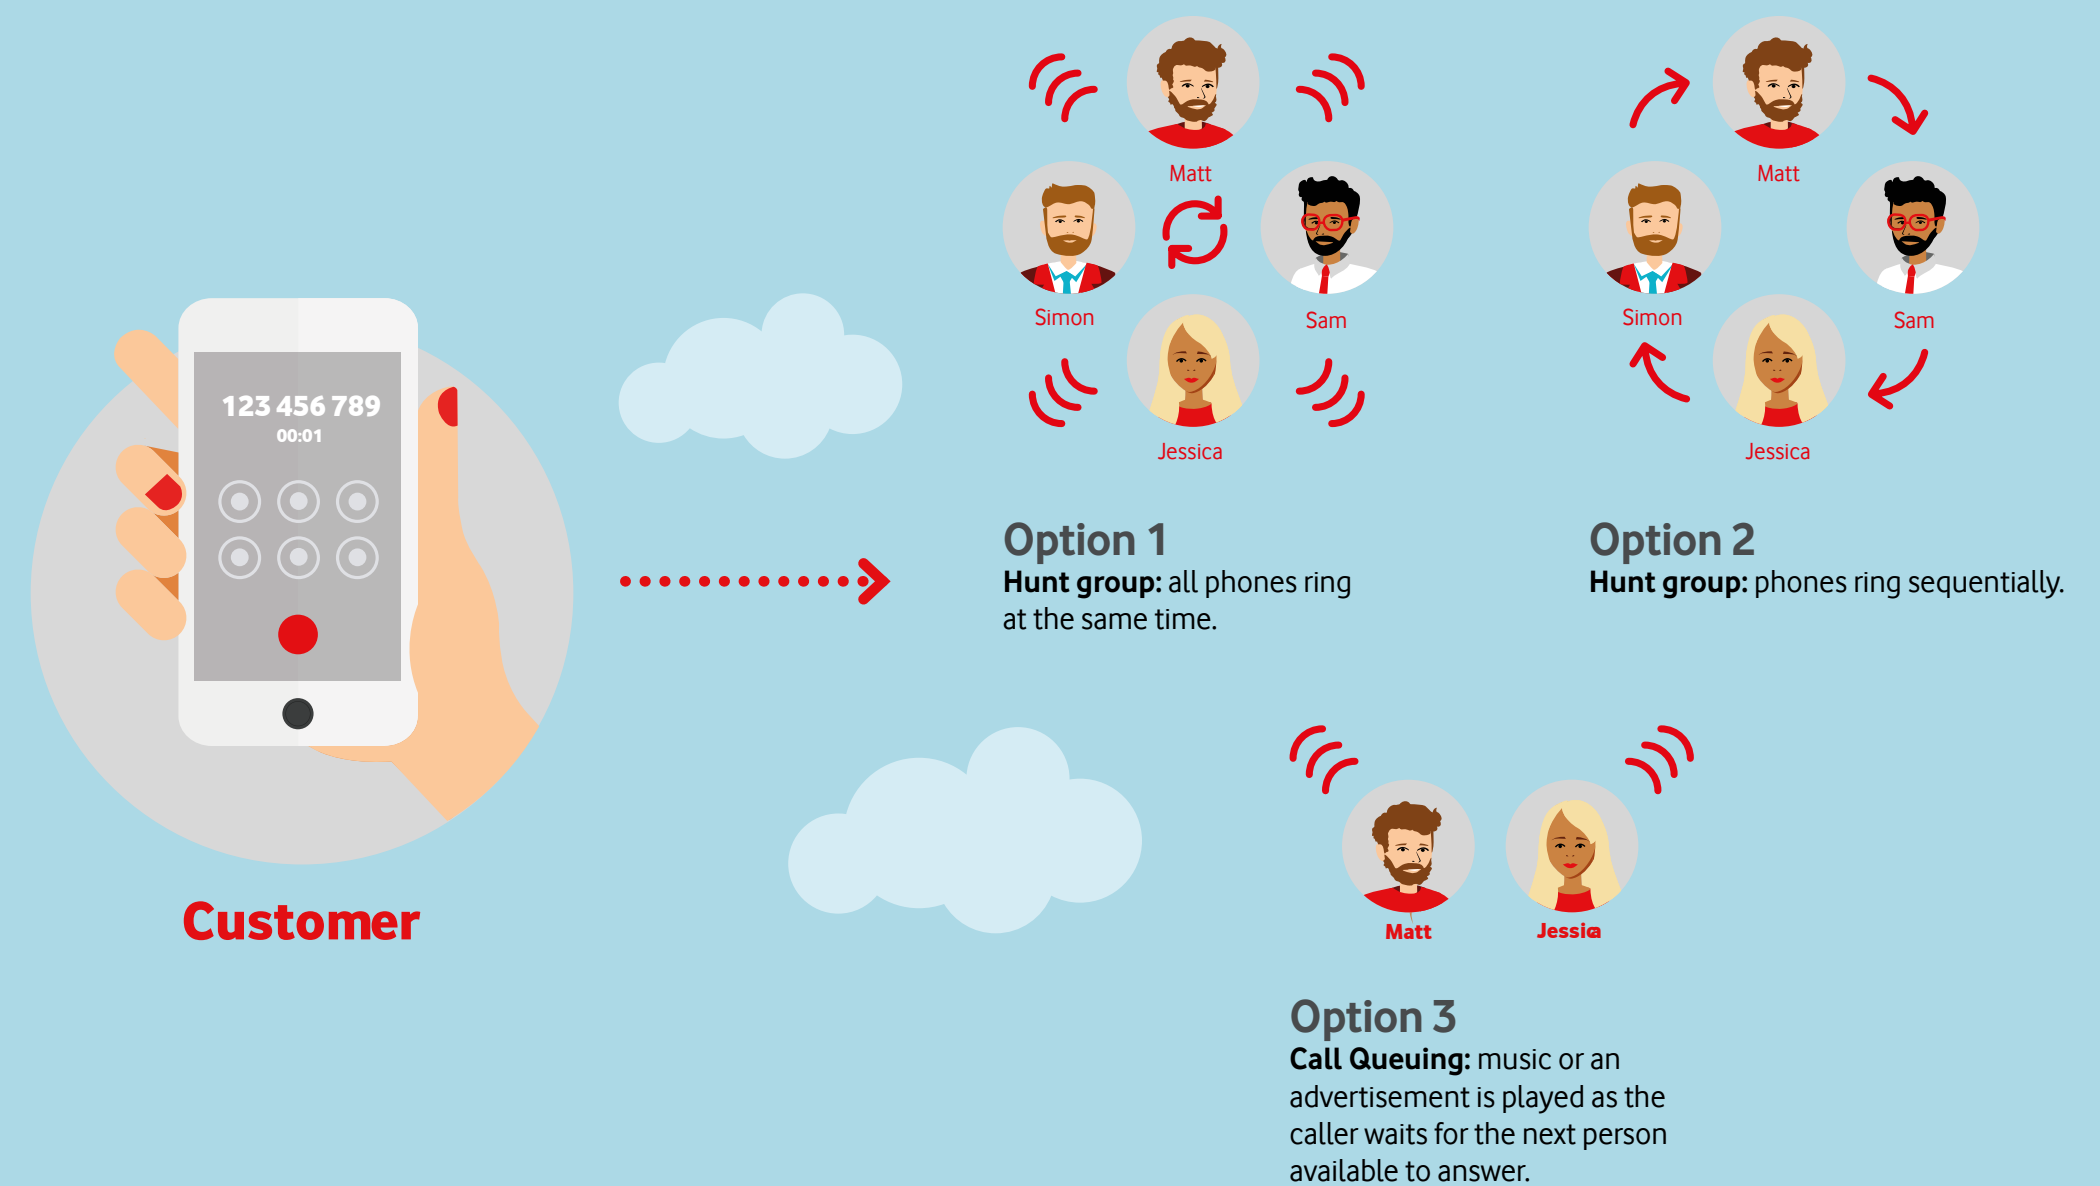 123 456 789
00:01
Customer
Matt
Simon
Sam
Jessica
Option 1
Hunt group: all phones ring
at the same time.
Matt
Simon
Sam
Jessica
Option 2
Hunt group: phones ring sequentially.
Matt
Jessica
Option 3
Call Queuing: music or an
advertisement is played as the
caller waits for the next person
available to answer.